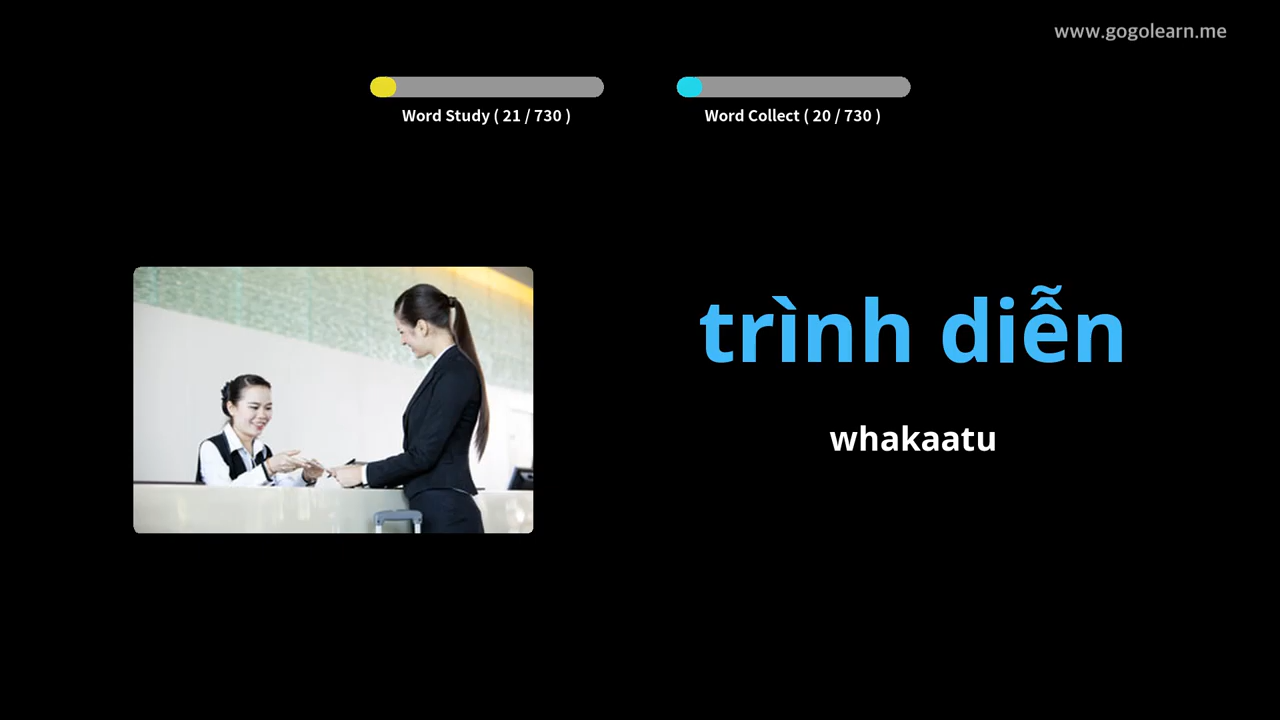 www.gogolearn.me
Word Study ( 21 / 730 )
Word Collect ( 20 / 730 )
trình diễn
whakaatu